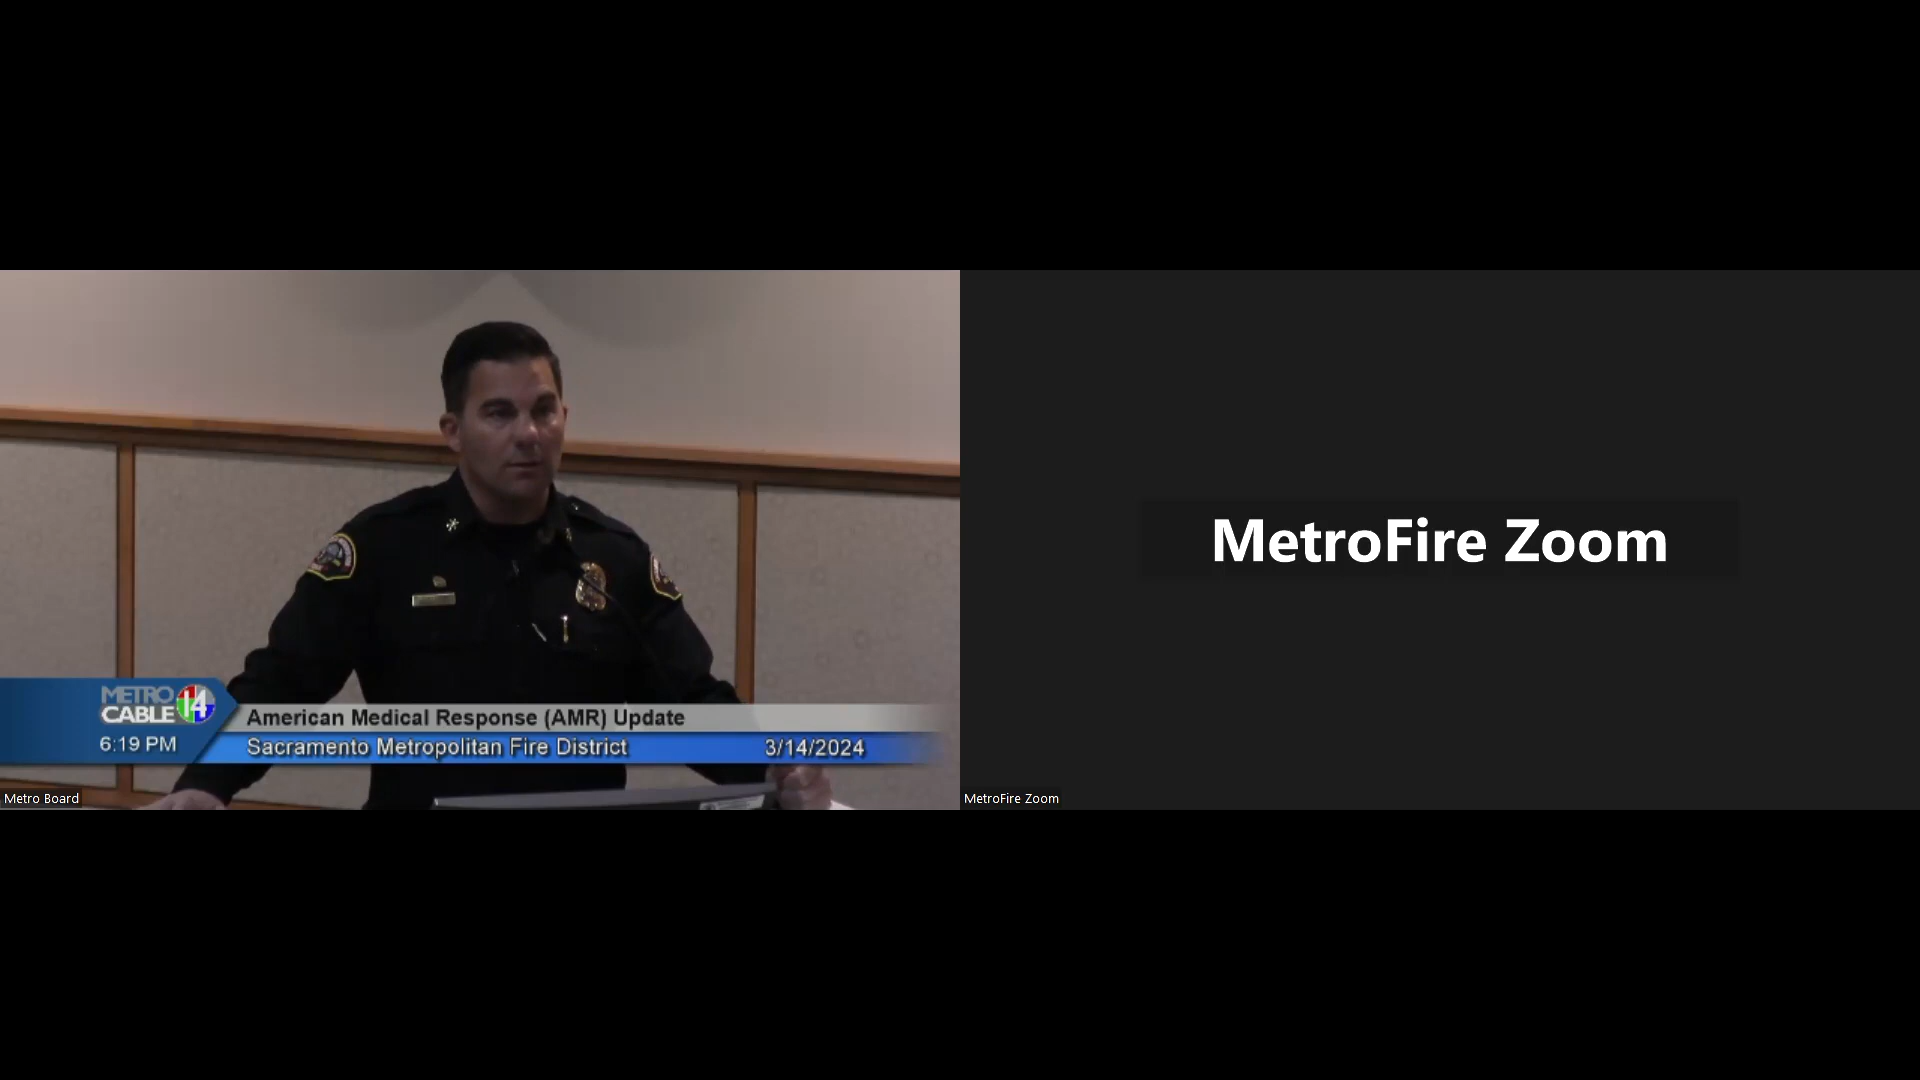 METRO
CABLE 14
6:19 PM
American Medical Response (AMR) Update
Sacramento Metropolitan Fire District 3/14/2024
Metro Board
MetroFire Zoom
MetroFire Zoom